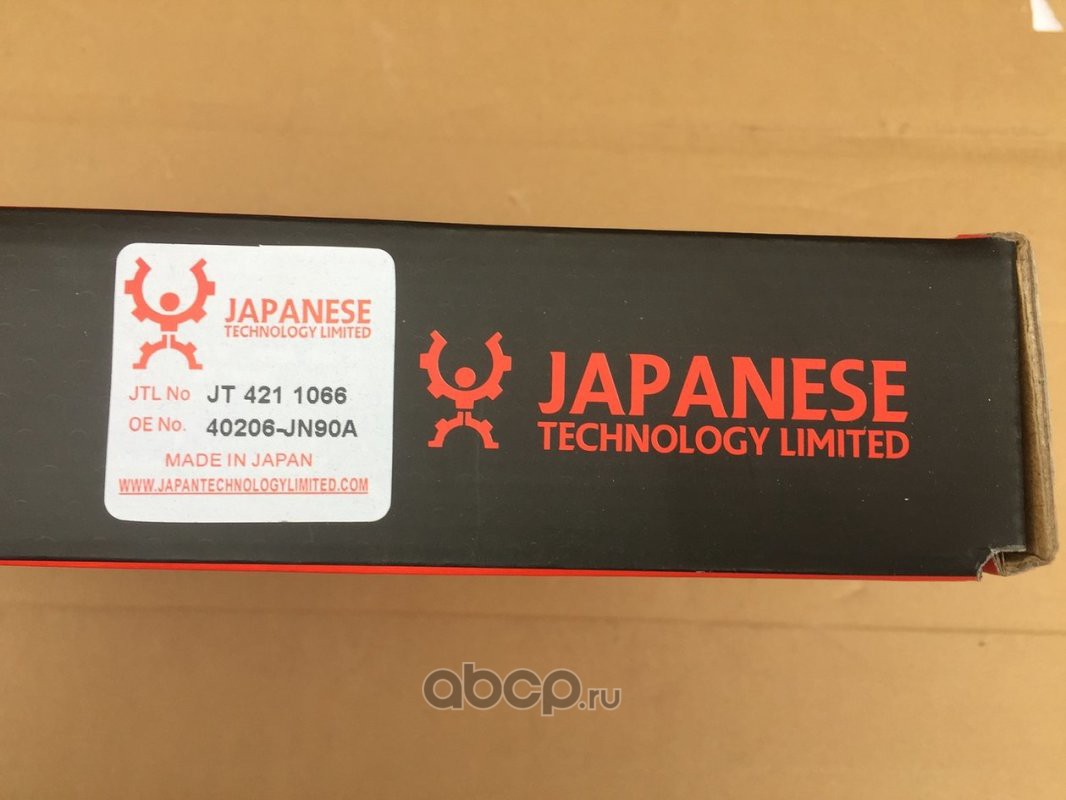 JAPANESE
TECHNOLOGY LIMITED
JTL No JT 421 1066
OE No. 40206-JN90A
MADE IN JAPAN
WWW.JAPANTECHNOLOGYLIMITED.COM
JAPANESE
TECHNOLOGY LIMITED
abcp.ru